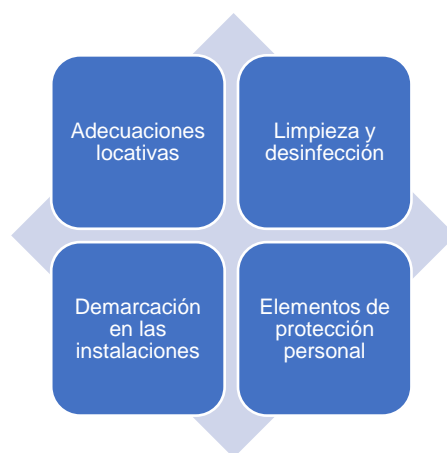 Adecuaciones
locativas
Limpieza y
desinfección
Demarcación
en las
instalaciones
Elementos de
protección
personal